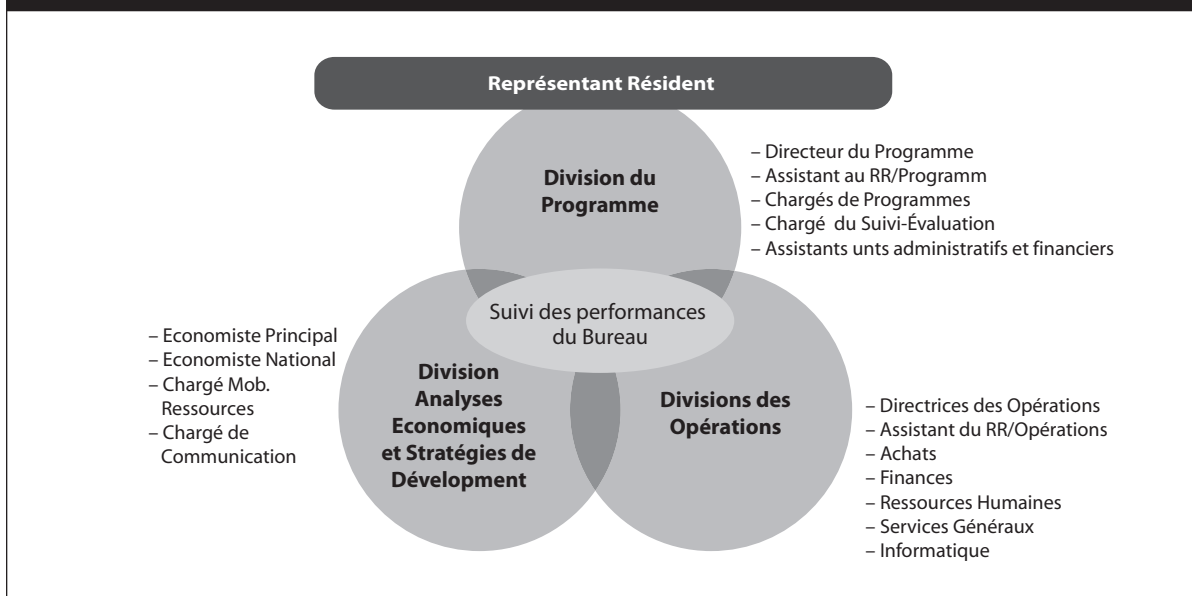 Représentant Résident
Division du
Programme
– Directeur du Programme
– Assistant au RR/Programm
– Chargés de Programmes
– Chargé  du Suivi-Évaluation
– Assistants unts administratifs et financiers
Suivi des performances
du Bureau
– Economiste Principal
– Economiste National
– Chargé Mob.
Ressources
– Chargé de
Communication
Division
Analyses
Economiques
et Stratégies de
Dévelopment
Divisions des
Opérations
– Directrices des Opérations
– Assistant du RR/Opérations
– Achats
– Finances
– Ressources Humaines
– Services Généraux
– Informatique